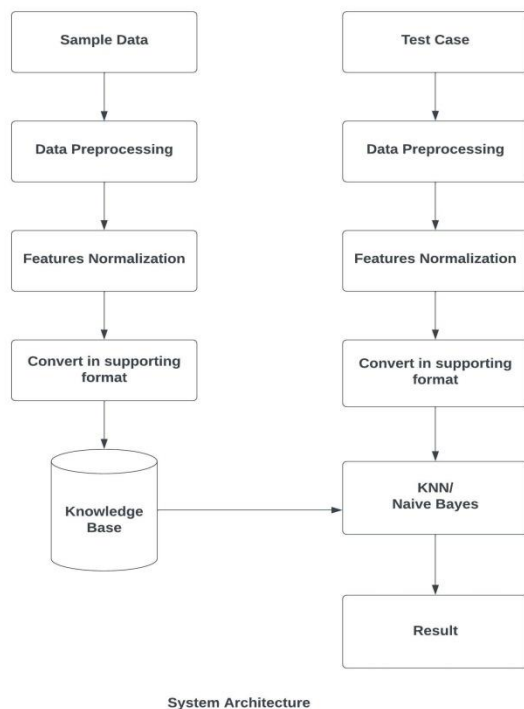 Sample Data
Data Preprocessing
Features Normalization
Convert in supporting
format
Knowledge
Base
Test Case
Data Preprocessing
Features Normalization
Convert in supporting
format
KNN/
Naive Bayes
Result
System Architecture